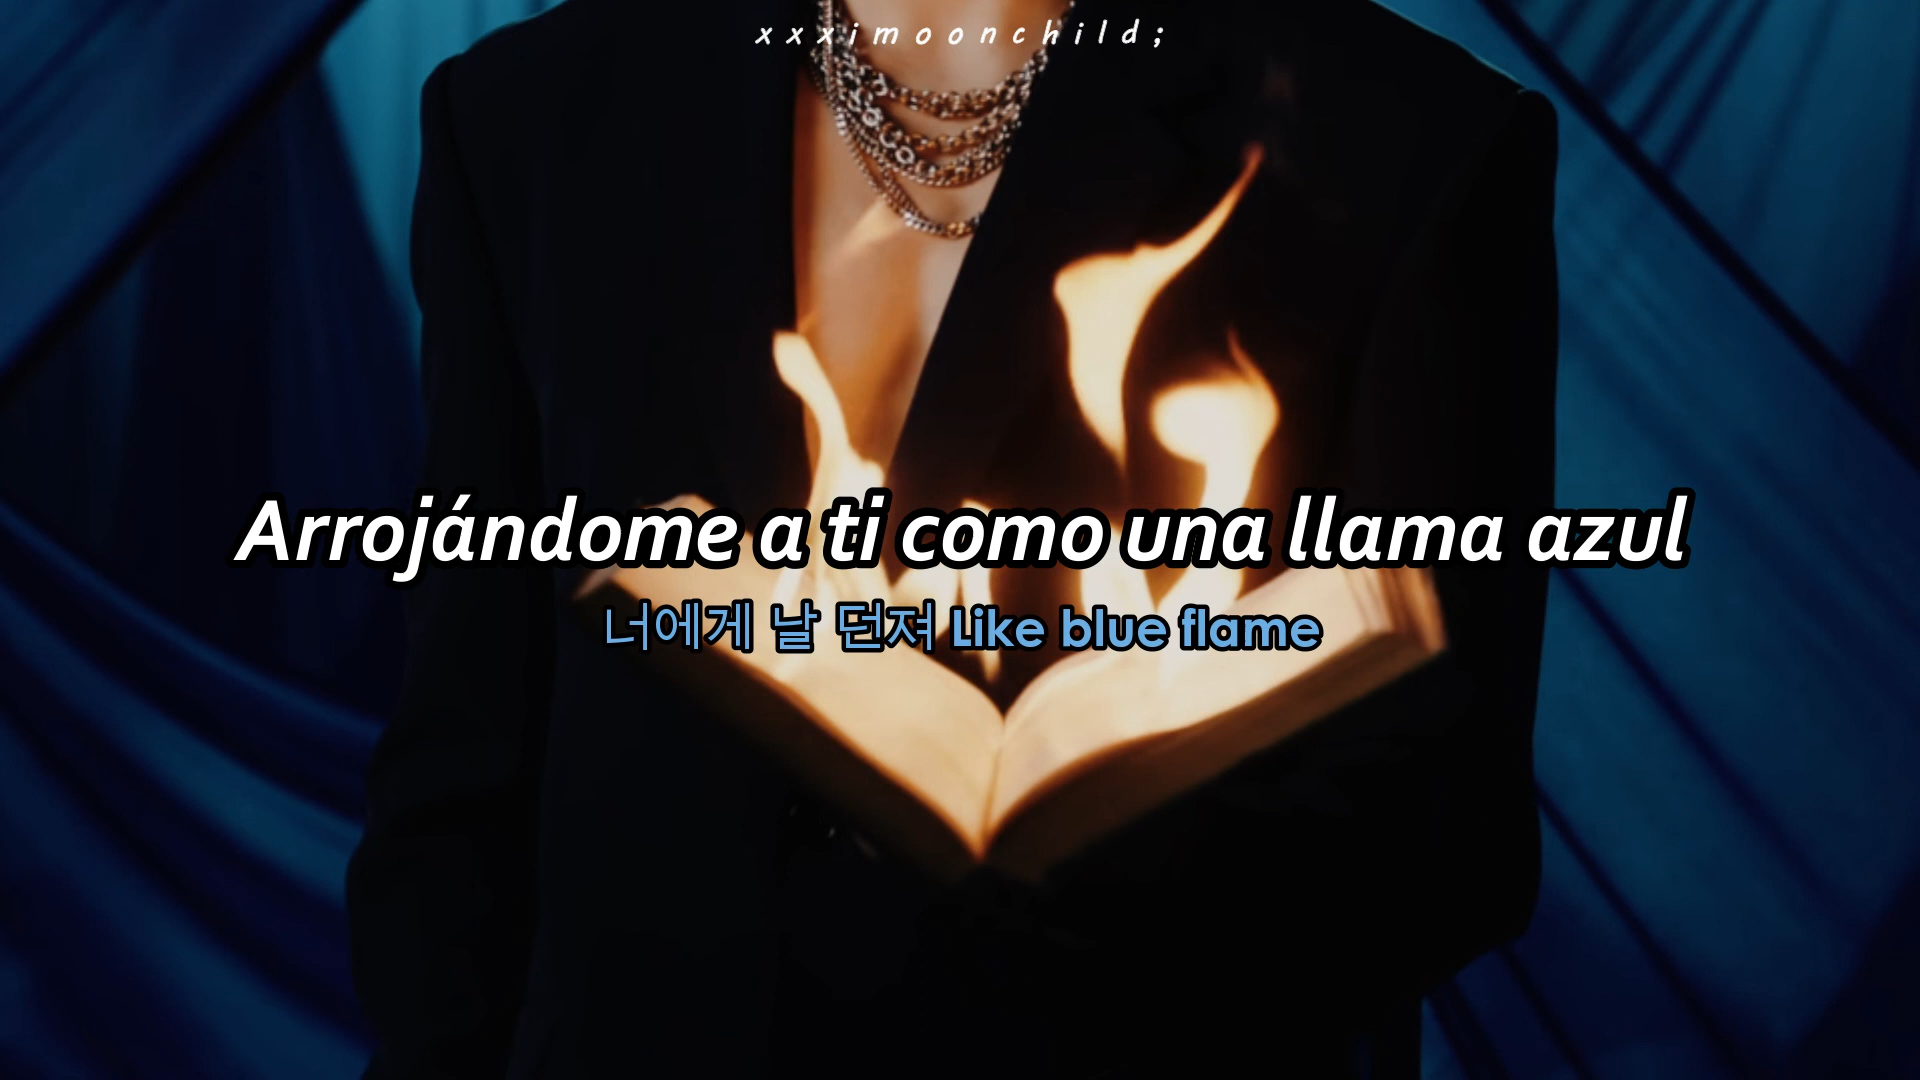 xxximoonchild;
Arrojándome a ti como una llama azul
너에게 날 던져 Like blue flame